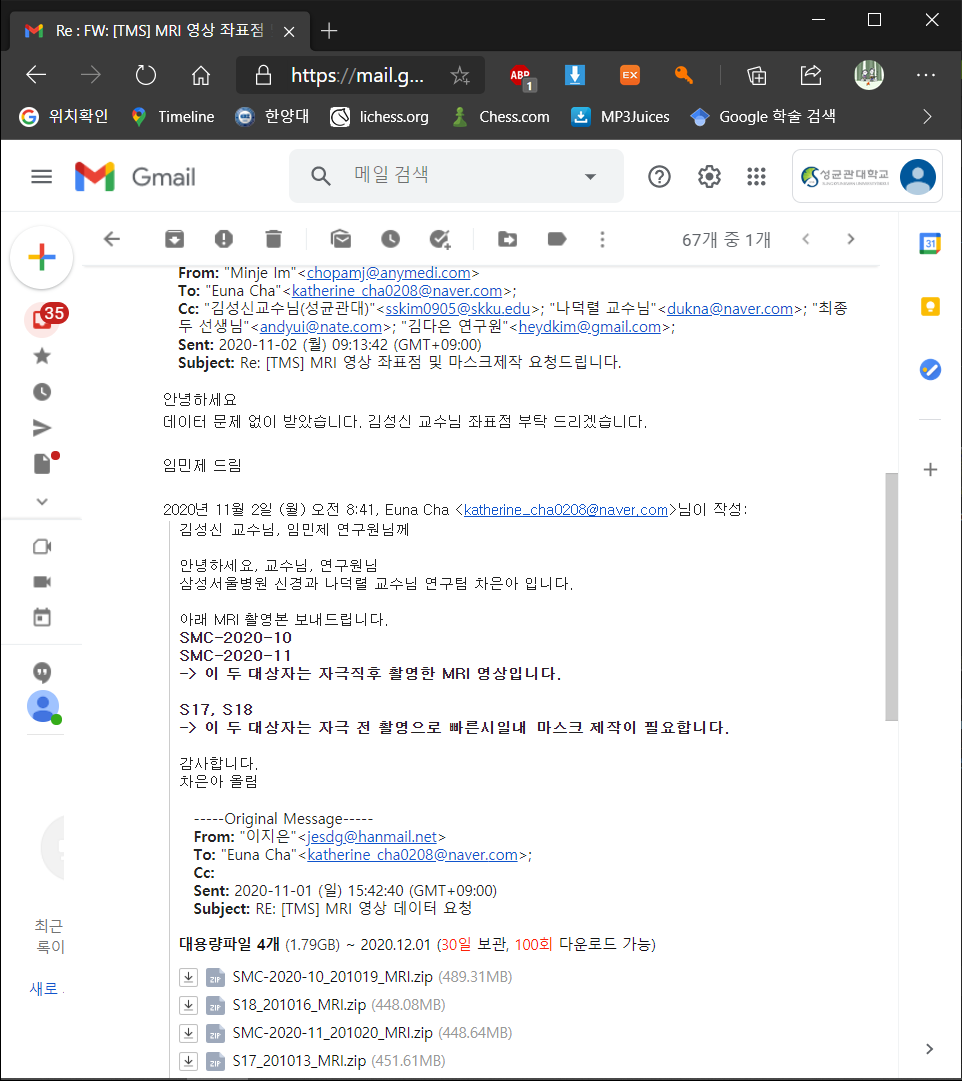 Re : FW: [TMS] MRI 영상 좌표점
https://mail.g...
ABP
1
EX
위치확인
Timeline
한양대
lichess.org
Chess.com
MP3Juices
Google 학술 검색
Gmail
메일 검색
성균관대학교
67개 중 1개
31
35
From: "Minje Im"<chopamj@anymedi.com>
To: "Euna Cha"<katherine_cha0208@naver.com>;
Cc: "김성신교수님(성균관대)"<sskim0905@skku.edu>; "나덕렬 교수님"<dukna@naver.com>; "최종
두 선생님"<andyui@nate.com>; "김다은 연구원"<heydkim@gmail.com>;
Sent: 2020-11-02 (월) 09:13:42 (GMT+09:00)
Subject: Re: [TMS] MRI 영상 좌표점 및 마스크제작 요청드립니다.
안녕하세요
데이터 문제 없이 받았습니다. 김성신 교수님 좌표점 부탁 드리겠습니다.
임민제 드림
2020년 11월 2일 (월) 오전 8:41, Euna Cha <katherine_cha0208@naver.com>님이 작성:
김성신 교수님, 임민제 연구원님께
안녕하세요, 교수님, 연구원님
삼성서울병원 신경과 나덕렬 교수님 연구팀 차은아 입니다.
아래 MRI 촬영본 보내드립니다.
SMC-2020-10
SMC-2020-11
-> 이 두 대상자는 자극직후 촬영한 MRI 영상입니다.
S17, S18
-> 이 두 대상자는 자극 전 촬영으로 빠른시일내 마스크 제작이 필요합니다.
감사합니다.
차은아 올림
-----Original Message-----
From: "이지은"<jesdg@hanmail.net>
To: "Euna Cha"<katherine_cha0208@naver.com>;
Cc:
Sent: 2020-11-01 (일) 15:42:40 (GMT+09:00)
Subject: RE: [TMS] MRI 영상 데이터 요청
최근
록이
새로
대용량파일 4개 (1.79GB) ~ 2020.12.01 (30일 보관, 100회 다운로드 가능)
ZIP SMC-2020-10_201019_MRI.zip (489.31MB)
ZIP S18_201016_MRI.zip (448.08MB)
ZIP SMC-2020-11_201020_MRI.zip (448.64MB)
ZIP S17_201013_MRI.zip (451.61MB)